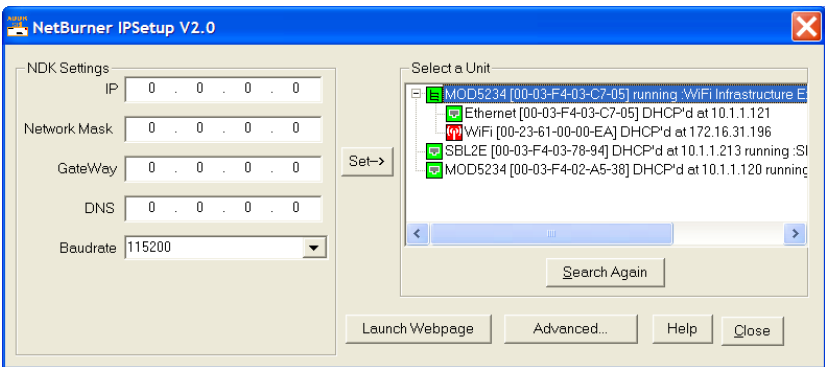 NetBurner IPSetup V2.0
NDK Settings
IP 0 . 0 . 0 . 0
Network Mask 0 . 0 . 0 . 0
GateWay 0 . 0 . 0 . 0
DNS 0 . 0 . 0 . 0
Baudrate 115200
Set->
Select a Unit
MOD5234 [00-03-F4-03-C7-05] running :WiFi Infrastructure E
Ethernet [00-03-F4-03-C7-05] DHCP'd at 10.1.1.121
WiFi [00-23-61-00-00-EA] DHCP'd at 172.16.31.196
SBL2E [00-03-F4-03-78-94] DHCP'd at 10.1.1.213 running :SI
MOD5234 [00-03-F4-02-A5-38] DHCP'd at 10.1.1.120 running
Search Again
Launch Webpage Advanced... Help Close